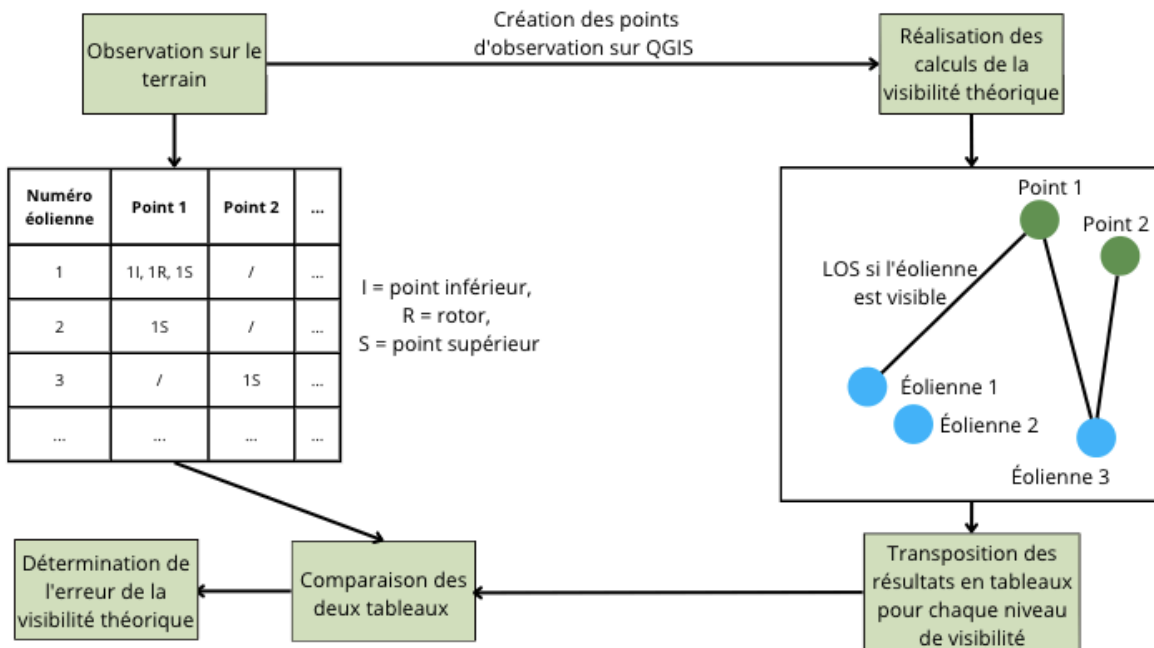 Observation sur le
terrain
Création des points
d'observation sur QGIS
Réalisation des
calculs de la
visibilité théorique
Numéro
éolienne
Point 1
Point 2
...
1
1I, 1R, 1S
/
...
2
1S
/
...
3
/
1S
...
...
...
...
...
I = point inférieur,
R = rotor,
S = point supérieur
Point 1
Point 2
LOS si l'éolienne
est visible
Éolienne 1
Éolienne 2
Éolienne 3
Détermination de
l'erreur de la
visibilité théorique
Comparaison des
deux tableaux
Transposition des
résultats en tableaux
pour chaque niveau
de visibilité